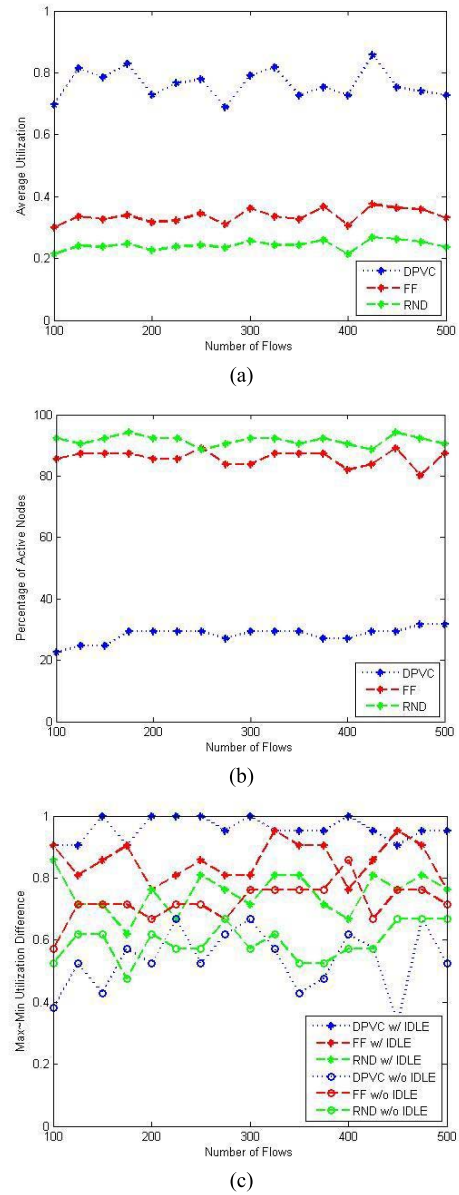 1
0.8
0.6
0.4
0.2
0
Average Utilization
100 200 300 400 500
Number of Flows
DPVC
FF
RND
(a)
100
80
60
40
20
0
Percentage of Active Nodes
100 200 300 400 500
Number of Flows
DPVC
FF
RND
(b)
1
0.8
0.6
0.4
0.2
0
Max~Min Utilization Difference
100 200 300 400 500
Number of Flows
DPVC w/ IDLE
FF w/ IDLE
RND w/ IDLE
DPVC w/o IDLE
FF w/o IDLE
RND w/o IDLE
(c)